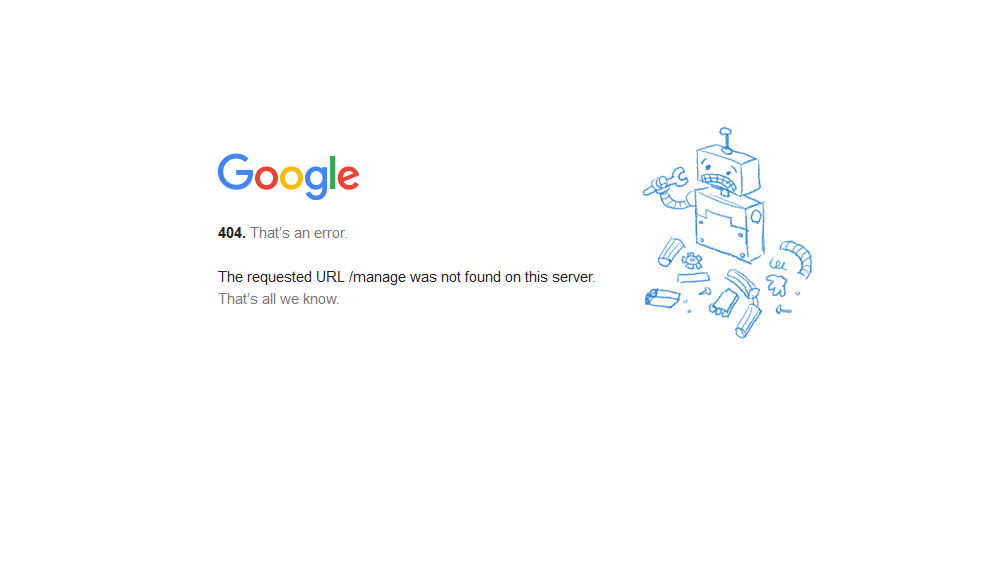 Google
404. That’s an error.
The requested URL /manage was not found on this server.
That’s all we know.